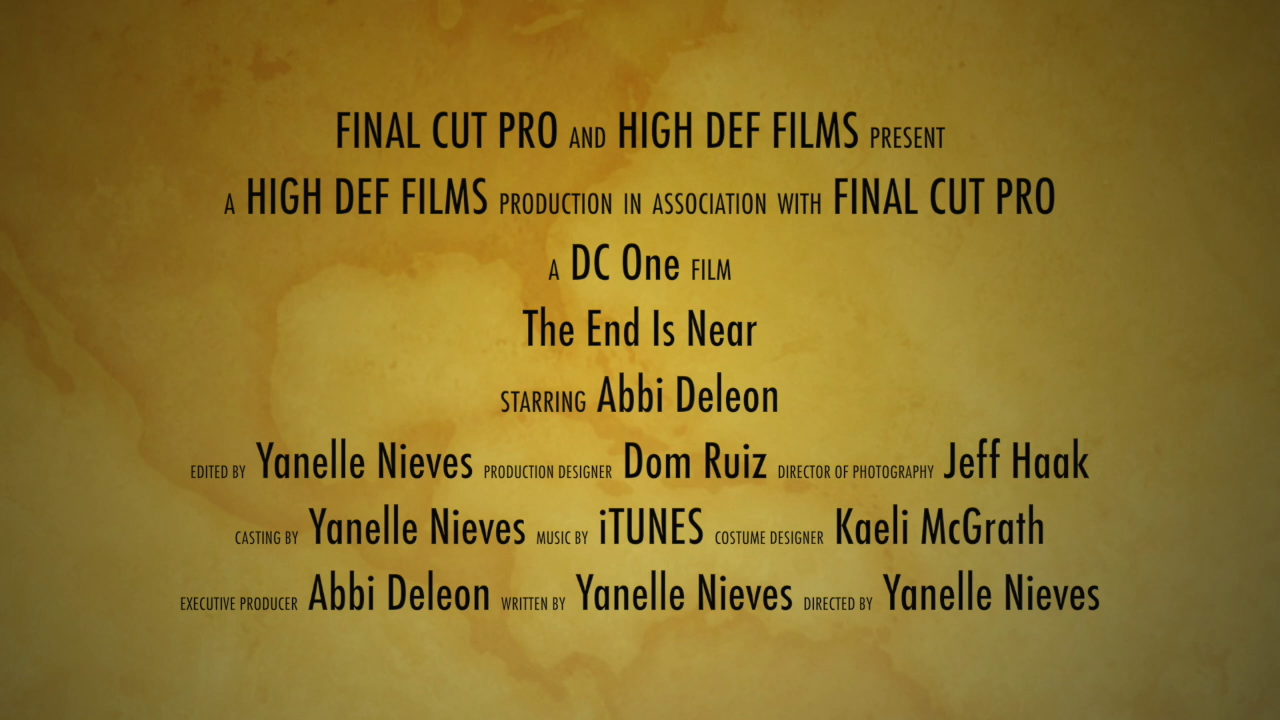 FINAL CUT PRO AND HIGH DEF FILMS PRESENT
A HIGH DEF FILMS PRODUCTION IN ASSOCIATION WITH FINAL CUT PRO
A DC One FILM
The End Is Near
STARRING Abbi Deleon
EDITED BY Yanelle Nieves PRODUCTION DESIGNER Dom Ruiz DIRECTOR OF PHOTOGRAPHY Jeff Haak
CASTING BY Yanelle Nieves MUSIC BY iTUNES COSTUME DESIGNER Kaeli McGrath
EXECUTIVE PRODUCER Abbi Deleon WRITTEN BY Yanelle Nieves DIRECTED BY Yanelle Nieves